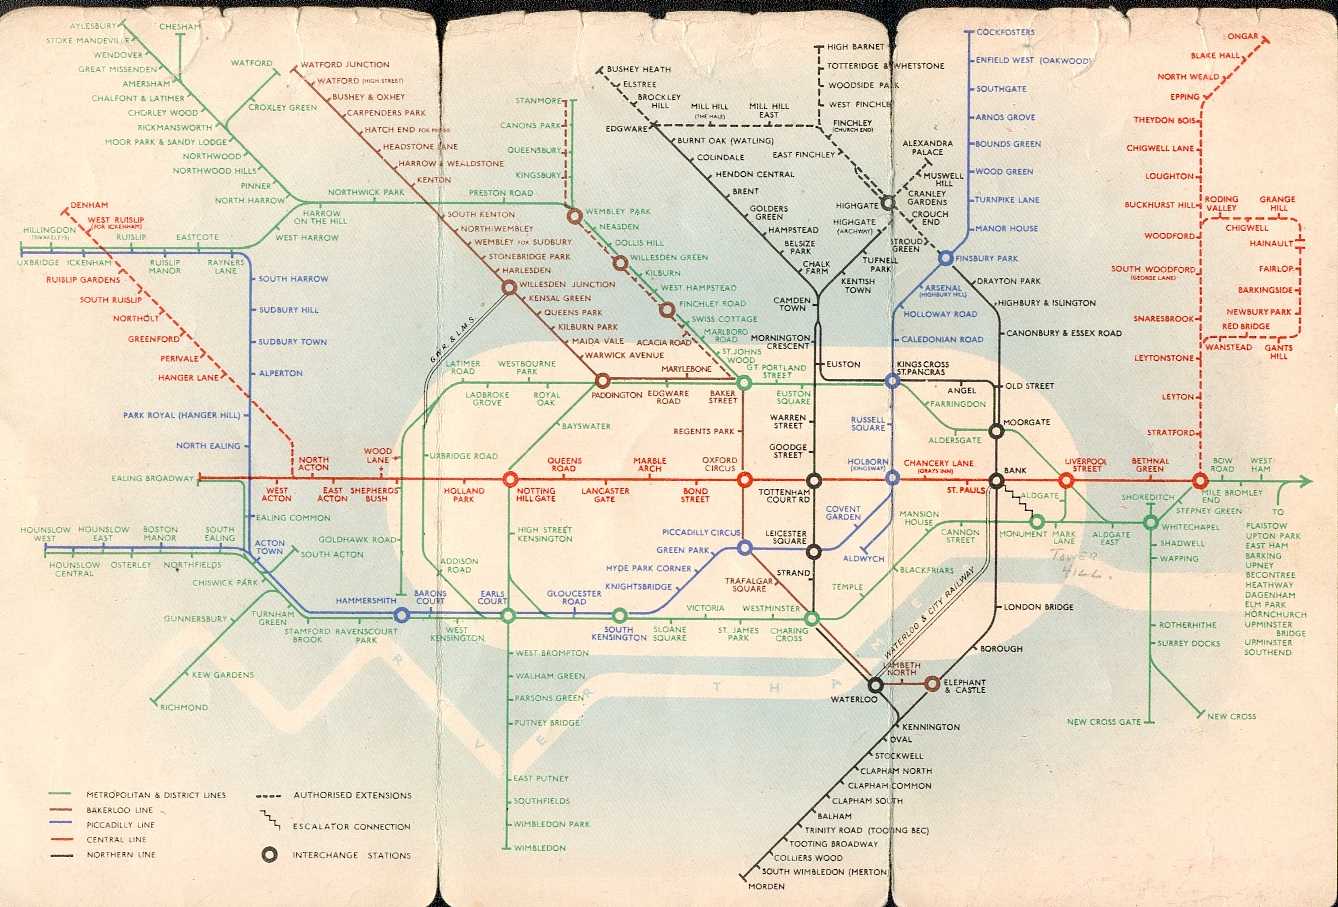 AYLESBURY
STOKE MANDEVILLE
WENDOVER
GREAT MISSENDEN
AMERSHAM
CHALFONT & LATIMER
CHORLEY WOOD
RICKMANSWORTH
MOOR PARK & SANDY LODGE
NORTHWOOD
NORTHWOOD HILLS
PINNER
NORTH HARROW
CHESHAM
WATFORD
CROXLEY GREEN
HARROW
ON THE HILL
NORTHWICK PARK
PRESTON ROAD
WEST HARROW
WATFORD JUNCTION
WATFORD (HIGH STREET)
BUSHEY & OXHEY
CARPENDERS PARK
HATCH END FOR PINNER
HEADSTONE LANE
HARROW & WEALDSTONE
KENTON
SOUTH KENTON
NORTH WEMBLEY
WEMBLEY FOR SUDBURY
STONEBRIDGE PARK
HARLESDEN
WILLESDEN JUNCTION
KENSAL GREEN
QUEENS PARK
KILBURN PARK
MAIDA VALE
WARWICK AVENUE
STANMORE
CANONS PARK
QUEENSBURY
KINGSBURY
WEMBLEY PARK
NEASDEN
DOLLIS HILL
WILLESDEN GREEN
KILBURN
WEST HAMPSTEAD
FINCHLEY ROAD
SWISS COTTAGE
MARLBORO
ROAD
ACACIA ROAD
ST. JOHNS
WOOD
BUSHEY HEATH
ELSTREE
BROCKLEY
HILL
EDGWARE
MILL HILL
(THE HALE)
MILL HILL
EAST
BURNT OAK (WATLING)
COLINDALE
HENDON CENTRAL
BRENT
GOLDERS
GREEN
HAMPSTEAD
BELSIZE
PARK
CHALK
FARM
CAMDEN
TOWN
HIGH BARNET
TOTTERIDGE & WHETSTONE
WOODSIDE PARK
WEST FINCHLEY
FINCHLEY
(CHURCH END)
EAST FINCHLEY
ALEXANDRA
PALACE
MUSWELL
HILL
CRANLEY
GARDENS
HIGHGATE
CROUCH
END
HIGHGATE
(ARCHWAY)
STROUD
GREEN
TUFNELL
PARK
KENTISH
TOWN
COCKFOSTERS
ENFIELD WEST (OAKWOOD)
SOUTHGATE
ARNOS GROVE
BOUNDS GREEN
WOOD GREEN
TURNPIKE LANE
MANOR HOUSE
FINSBURY PARK
ARSENAL
(HIGHBURY HILL)
HOLLOWAY ROAD
CALEDONIAN ROAD
DRAYTON PARK
HIGHBURY & ISLINGTON
CANONBURY & ESSEX ROAD
OLD STREET
MOORGATE
ONGAR
BLAKE HALL
NORTH WEALD
EPPING
THEYDON BOIS
CHIGWELL LANE
LOUGHTON
BUCKHURST HILL
WOODFORD
SOUTH WOODFORD
(GEORGE LANE)
SNARESBROOK
LEYTONSTONE
LEYTON
STRATFORD
RODING
VALLEY
GRANGE
HILL
CHIGWELL
HAINAULT
FAIRLOP
BARKINGSIDE
NEWBURY PARK
RED BRIDGE
WANSTEAD
GANTS
HILL
DENHAM
WEST RUISLIP
(FOR ICKENHAM)
HILLINGDON
(SWAKELEYS)
RUISLIP
EASTCOTE
UXBRIDGE
ICKENHAM
RUISLIP
MANOR
RAYNERS
LANE
RUISLIP GARDENS
SOUTH RUISLIP
NORTHOLT
GREENFORD
PERIVALE
HANGER LANE
SOUTH HARROW
SUDBURY HILL
SUDBURY TOWN
ALPERTON
PARK ROYAL (HANGER HILL)
NORTH EALING
EALING BROADWAY
G.W.R. & L.M.S.
LATIMER
ROAD
WESTBOURNE
PARK
LADBROKE
GROVE
ROYAL
OAK
PADDINGTON
EDGWARE
ROAD
MARYLEBONE
BAKER
STREET
GT PORTLAND
STREET
EUSTON
SQUARE
MORNINGTON
CRESCENT
EUSTON
KINGS CROSS
ST. PANCRAS
ANGEL
FARRINGDON
ALDERSGATE
BAYSWATER
UXBRIDGE ROAD
REGENTS PARK
WARREN
STREET
GOODGE
STREET
RUSSELL
SQUARE
HOLBORN
(KINGSWAY)
NORTH
ACTON
WEST
ACTON
EAST
ACTON
WOOD
LANE
SHEPHERDS
BUSH
HOLLAND
PARK
NOTTING
HILL GATE
QUEENS
ROAD
LANCASTER
GATE
MARBLE
ARCH
BOND
STREET
OXFORD
CIRCUS
TOTTENHAM
COURT RD
CHANCERY LANE
(GRAYS INN)
ST. PAULS
BANK
LIVERPOOL
STREET
BETHNAL
GREEN
BOW
ROAD
WEST
HAM
MILE END
BROMLEY
STEPNEY GREEN
SHOREDITCH
WHITECHAPEL
ALDGATE
ALDGATE
EAST
MONUMENT
MARK
LANE
TOWER
HILL
CANNON
STREET
MANSION
HOUSE
BLACKFRIARS
TEMPLE
COVENT
GARDEN
ALDWYCH
LEICESTER
SQUARE
STRAND
PICCADILLY CIRCUS
GREEN PARK
HYDE PARK CORNER
KNIGHTSBRIDGE
TRAFALGAR
SQUARE
CHARING
CROSS
WESTMINSTER
ST. JAMES
PARK
VICTORIA
SLOANE
SQUARE
SOUTH
KENSINGTON
GLOUCESTER
ROAD
HIGH STREET
KENSINGTON
ADDISON
ROAD
EARLS
COURT
WEST
KENSINGTON
BARONS
COURT
HAMMERSMITH
GOLDHAWK ROAD
EALING COMMON
ACTON
TOWN
SOUTH ACTON
CHISWICK PARK
TURNHAM
GREEN
STAMFORD
BROOK
RAVENSCOURT
PARK
GUNNERSBURY
KEW GARDENS
RICHMOND
HOUNSLOW
WEST
HOUNSLOW
EAST
BOSTON
MANOR
SOUTH
EALING
HOUNSLOW
CENTRAL
OSTERLEY
NORTHFIELDS
WEST BROMPTON
WALHAM GREEN
PARSONS GREEN
PUTNEY BRIDGE
EAST PUTNEY
SOUTHFIELDS
WIMBLEDON PARK
WIMBLEDON
RIVER THAMES
WATERLOO & CITY RAILWAY
WATERLOO
LAMBETH
NORTH
ELEPHANT
& CASTLE
LONDON BRIDGE
BOROUGH
KENNINGTON
OVAL
STOCKWELL
CLAPHAM NORTH
CLAPHAM COMMON
CLAPHAM SOUTH
BALHAM
TRINITY ROAD (TOOTING BEC)
TOOTING BROADWAY
COLLIERS WOOD
SOUTH WIMBLEDON (MERTON)
MORDEN
SHADWELL
WAPPING
ROTHERHITHE
SURREY DOCKS
NEW CROSS GATE
NEW CROSS
TO
PLAISTOW
UPTON PARK
EAST HAM
BARKING
UPNEY
BECONTREE
HEATHWAY
DAGENHAM
ELM PARK
HORNCHURCH
UPMINSTER
BRIDGE
UPMINSTER
SOUTHEND
METROPOLITAN & DISTRICT LINES
BAKERLOO LINE
PICCADILLY LINE
CENTRAL LINE
NORTHERN LINE
AUTHORISED EXTENSIONS
ESCALATOR CONNECTION
INTERCHANGE STATIONS